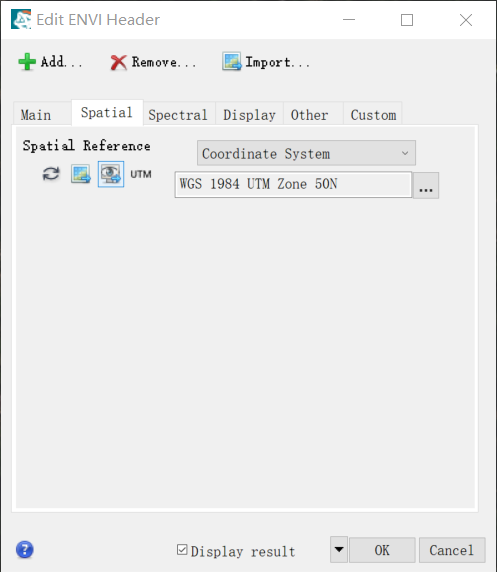 Edit ENVI Header
Add... Remove... Import...
Main Spatial Spectral Display Other Custom
Spatial Reference Coordinate System
UTM WGS 1984 UTM Zone 50N ...
? Display result OK Cancel